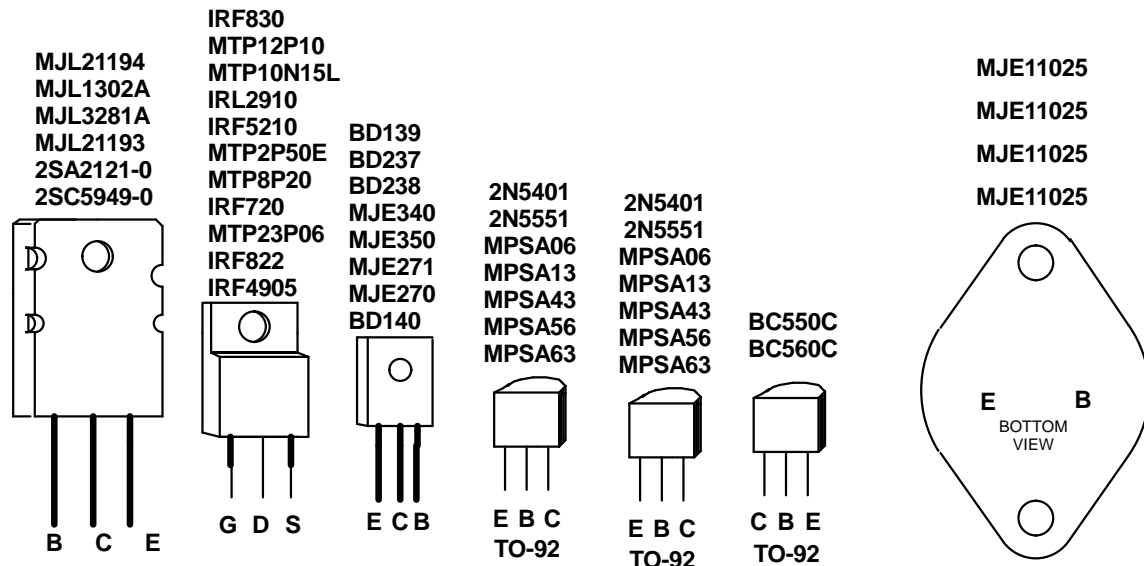 MJL21194
MJL1302A
MJL3281A
MJL21193
2SA2121-0
2SC5949-0
B C E
IRF830
MTP12P10
MTP10N15L
IRL2910
IRF5210
MTP2P50E
MTP8P20
IRF720
MTP23P06
IRF822
IRF4905
G D S
BD139
BD237
BD238
MJE340
MJE350
MJE271
MJE270
BD140
E C B
2N5401
2N5551
MPSA06
MPSA13
MPSA43
MPSA56
MPSA63
E B C
TO-92
2N5401
2N5551
MPSA06
MPSA13
MPSA43
MPSA56
MPSA63
E B C
TO-92
BC550C
BC560C
C B E
TO-92
MJE11025
MJE11025
MJE11025
MJE11025
E B
BOTTOM
VIEW